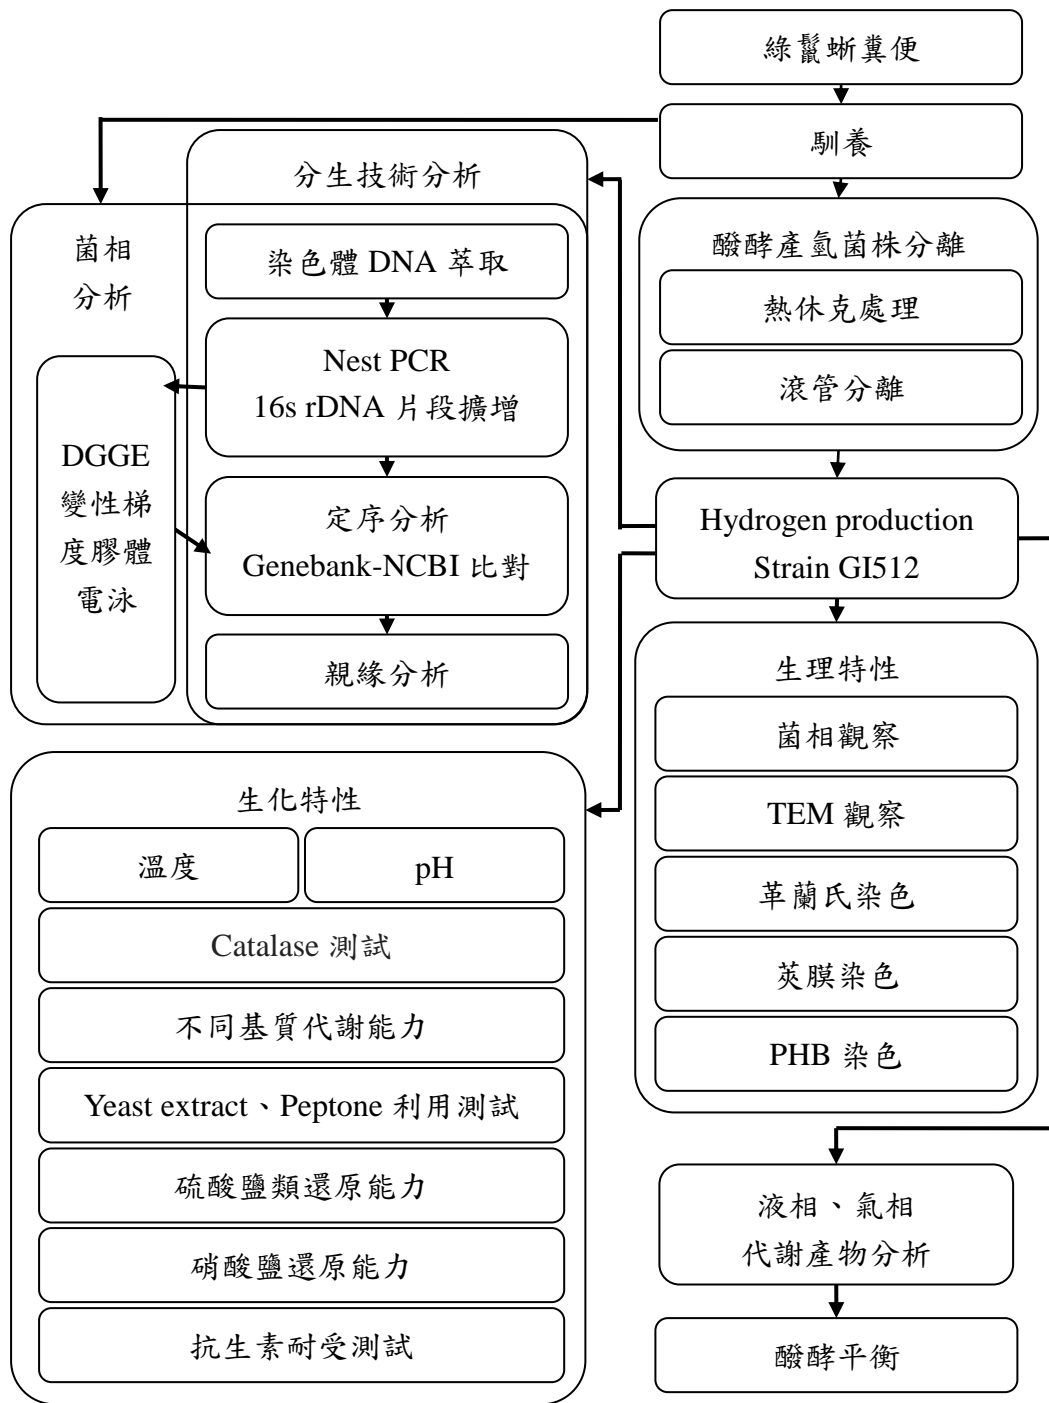 綠鬣蜥糞便
馴養
分生技術分析
菌相
分析
染色體 DNA 萃取
Nest PCR
16s rDNA 片段擴增
DGGE
變性梯
度膠體
電泳
定序分析
Genebank-NCBI 比對
親緣分析
醱酵產氫菌株分離
熱休克處理
滾管分離
Hydrogen production
Strain GI512
生理特性
菌相觀察
TEM 觀察
革蘭氏染色
莢膜染色
PHB 染色
生化特性
溫度
pH
Catalase 測試
不同基質代謝能力
Yeast extract、Peptone 利用測試
硫酸鹽類還原能力
硝酸鹽還原能力
抗生素耐受測試
液相、氣相
代謝產物分析
醱酵平衡